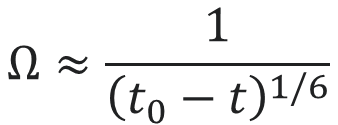 Ω ≈ 1 / (t₀ − t)^{1/6}